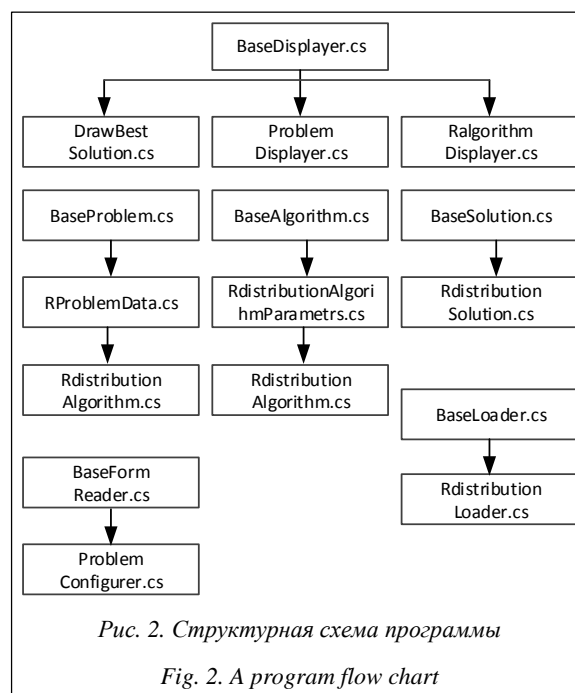 BaseDisplayer.cs
DrawBest
Solution.cs
Problem
Displayer.cs
Ralgorithm
Displayer.cs
BaseProblem.cs
BaseAlgorithm.cs
BaseSolution.cs
RProblemData.cs
RdistributionAlgori
hmParametrs.cs
Rdistribution
Solution.cs
Rdistribution
Algorithm.cs
Rdistribution
Algorithm.cs
BaseLoader.cs
BaseForm
Reader.cs
Rdistribution
Loader.cs
Problem
Configurer.cs
Рис. 2. Структурная схема программы
Fig. 2. A program flow chart